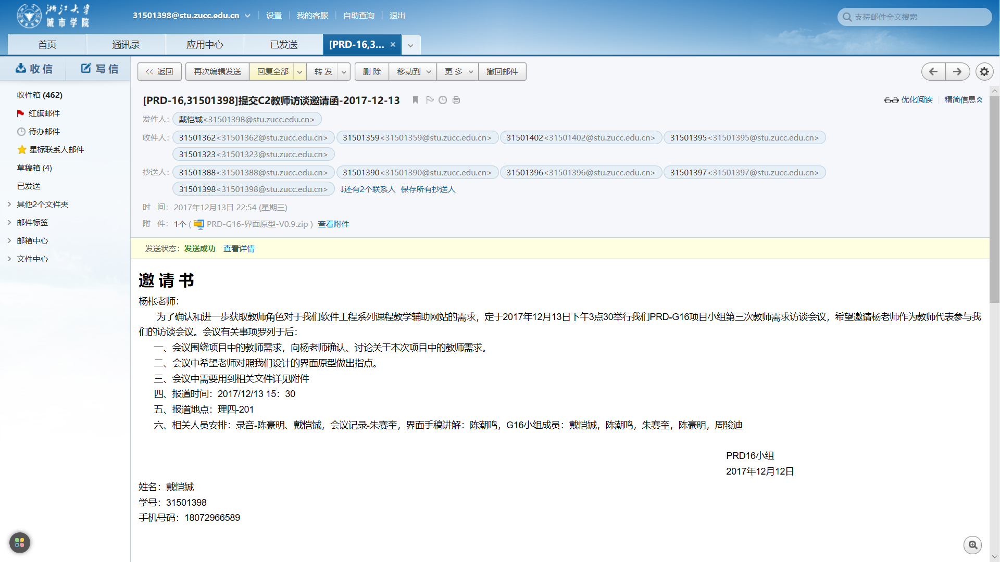 浙江大学
城市学院
31501398@stu.zucc.edu.cn 设置 我的客服 自助查询 退出
支持邮件全文搜索
首页 通讯录 应用中心 已发送 [PRD-16,3... ×
收信 写信
<< 返回 再次编辑发送 回复全部 转 发 删 除 移动到 更 多 撤回邮件
收件箱 (462)
红旗邮件
待办邮件
星标联系人邮件
草稿箱 (4)
已发送
其他2个文件夹
邮件标签
邮箱中心
文件中心
[PRD-16,31501398]提交C2教师访谈邀请函-2017-12-13
优化阅读 精简信息
发件人: 戴恺铖<31501398@stu.zucc.edu.cn>
收件人: 31501362<31501362@stu.zucc.edu.cn> 31501359<31501359@stu.zucc.edu.cn> 31501402<31501402@stu.zucc.edu.cn> 31501395<31501395@stu.zucc.edu.cn>
31501323<31501323@stu.zucc.edu.cn>
抄送人: 31501388<31501388@stu.zucc.edu.cn> 31501390<31501390@stu.zucc.edu.cn> 31501396<31501396@stu.zucc.edu.cn> 31501397<31501397@stu.zucc.edu.cn>
31501398<31501398@stu.zucc.edu.cn> ↓还有2个联系人 保存所有抄送人
时 间: 2017年12月13日 22:54 (星期三)
附 件: 1个 ( PRD-G16-界面原型-V0.9.zip ) 查看附件
发送状态: 发送成功 查看详情
邀 请 书
杨枨老师：
为了确认和进一步获取教师角色对于我们软件工程系列课程教学辅助网站的需求，定于2017年12月13日下午3点30举行我们PRD-G16项目小组第三次教师需求访谈会议，希望邀请杨老师作为教师代表参与我
们的访谈会议。会议有关事项罗列于后：
一、会议围绕项目中的教师需求，向杨老师确认、讨论关于本次项目中的教师需求。
二、会议中希望老师对照我们设计的界面原型做出指点。
三、会议中需要用到相关文件详见附件
四、报道时间：2017/12/13 15：30
五、报道地点：理四-201
六、相关人员安排：录音-陈豪明、戴恺铖，会议记录-朱赛奎，界面手稿讲解：陈潮鸣，G16小组成员：戴恺铖，陈潮鸣，朱赛奎，陈豪明，周骏迪
PRD16小组
2017年12月12日
姓名：戴恺铖
学号：31501398
手机号码：18072966589